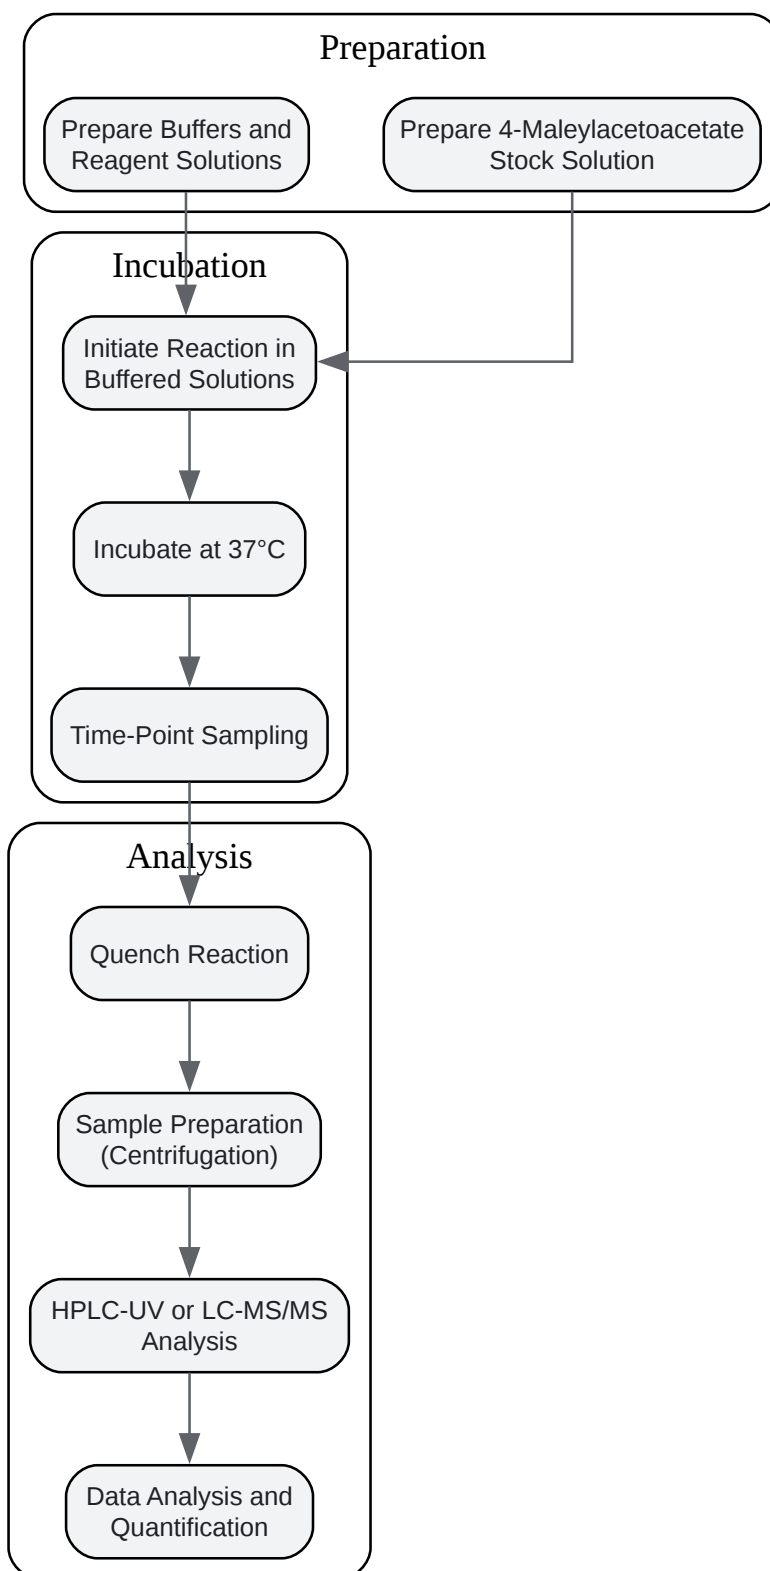 Preparation
Prepare Buffers and
Reagent Solutions
Prepare 4-Maleylacetoacetate
Stock Solution
Incubation
Initiate Reaction in
Buffered Solutions
Incubate at 37°C
Time-Point Sampling
Analysis
Quench Reaction
Sample Preparation
(Centrifugation)
HPLC-UV or LC-MS/MS
Analysis
Data Analysis and
Quantification